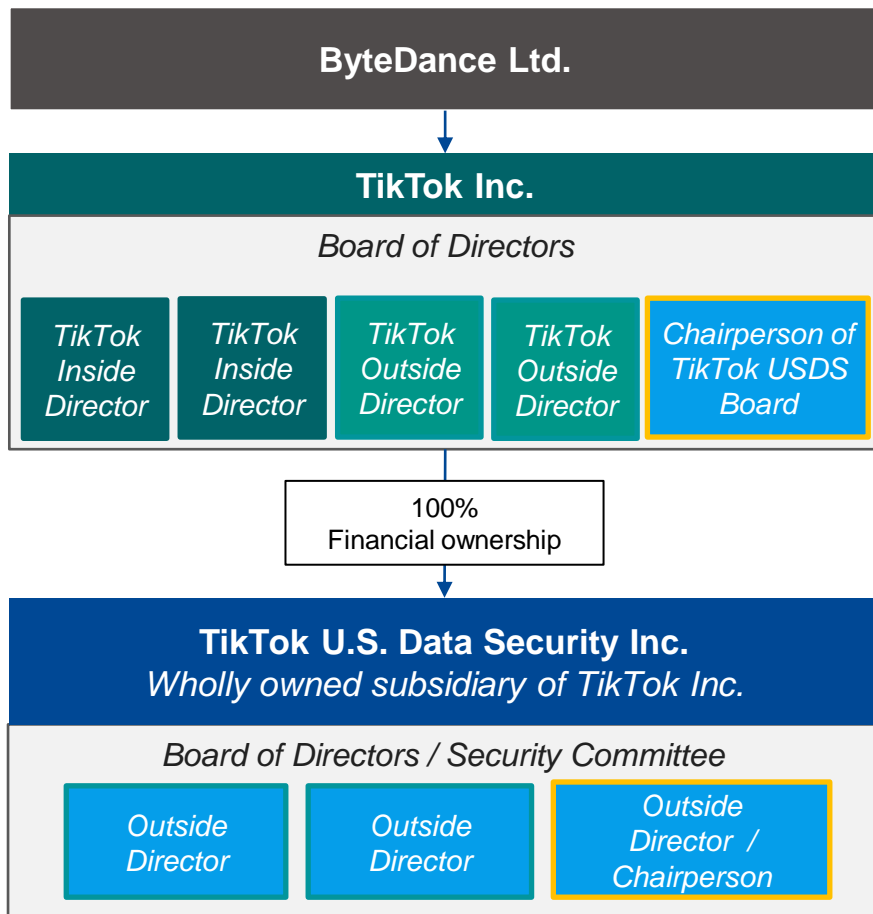 ByteDance Ltd.
TikTok Inc.
Board of Directors
TikTok
Inside
Director
TikTok
Inside
Director
TikTok
Outside
Director
TikTok
Outside
Director
Chairperson of
TikTok USDS
Board
100%
Financial ownership
TikTok U.S. Data Security Inc.
Wholly owned subsidiary of TikTok Inc.
Board of Directors / Security Committee
Outside
Director
Outside
Director
Outside
Director /
Chairperson